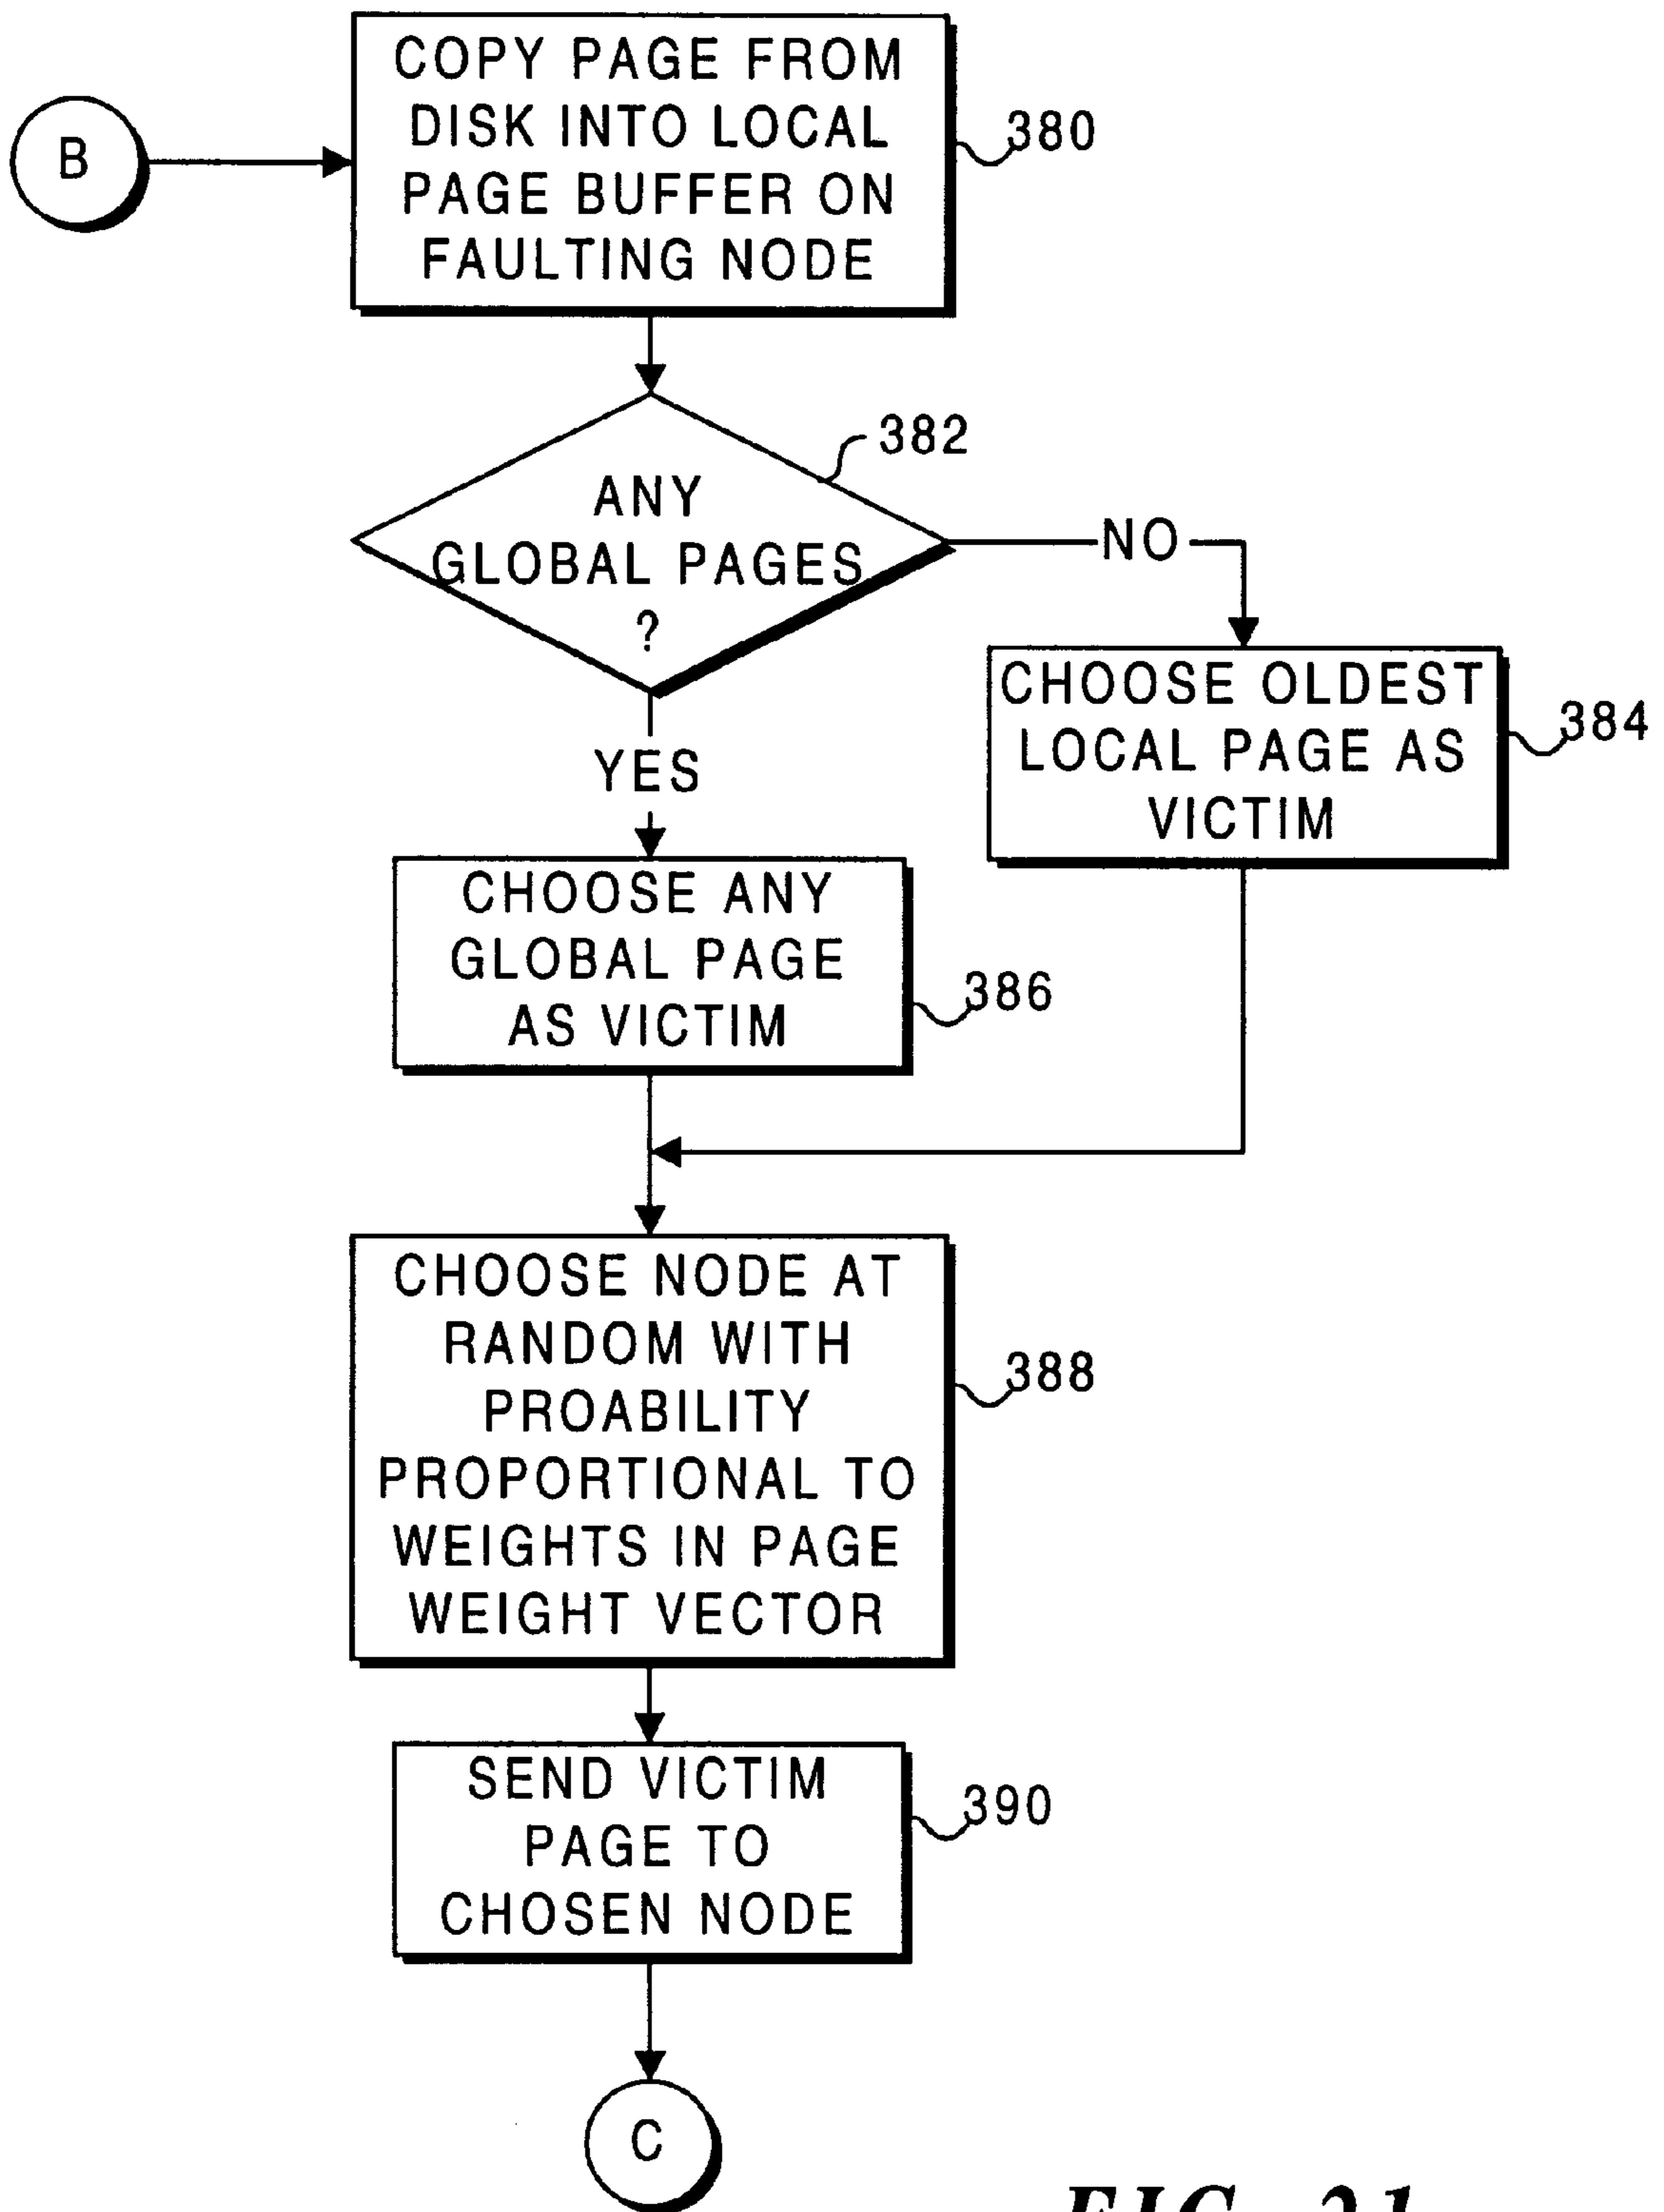 COPY PAGE FROM
DISK INTO LOCAL
PAGE BUFFER ON
FAULTING NODE
380
B
382
ANY
GLOBAL PAGES
?
NO
YES
CHOOSE OLDEST
LOCAL PAGE AS
VICTIM
384
CHOOSE ANY
GLOBAL PAGE
AS VICTIM
386
CHOOSE NODE AT
RANDOM WITH
PROABILITY
PROPORTIONAL TO
WEIGHTS IN PAGE
WEIGHT VECTOR
388
SEND VICTIM
PAGE TO
CHOSEN NODE
390
C
FIG. 21